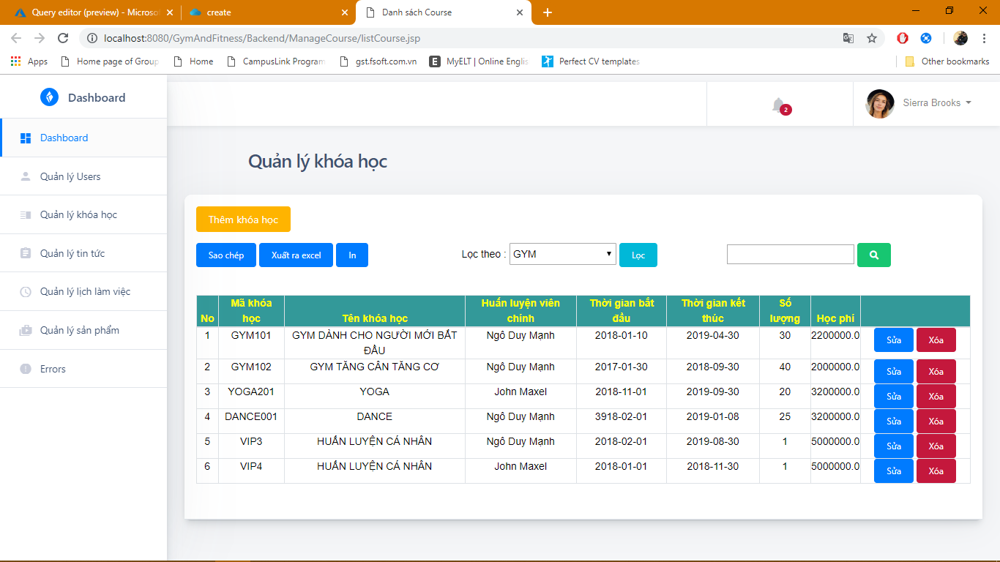 Query editor (preview) - Micros
create
Danh sách Course
localhost:8080/GymAndFitness/Backend/ManageCourse/listCourse.jsp
Apps
Home page of Group
Home
CampusLink Program
gst.fsoft.com.vn
MyELT | Online Englis
Perfect CV templates
Other bookmarks
Dashboard
2
Sierra Brooks
Dashboard
Quản lý Users
Quản lý khóa học
Quản lý tin tức
Quản lý lịch làm việc
Quản lý sản phẩm
Errors
Quản lý khóa học
Thêm khóa học
Sao chép Xuất ra excel In Lọc theo : GYM Lọc
No Mã khóa học Tên khóa học Huấn luyện viên chính Thời gian bắt đầu Thời gian kết thúc Số lượng Học phí
1 GYM101 GYM DÀNH CHO NGƯỜI MỚI BẮT ĐẦU Ngô Duy Mạnh 2018-01-10 2019-04-30 30 2200000.0 Sửa Xóa
2 GYM102 GYM TĂNG CÂN TĂNG CƠ Ngô Duy Mạnh 2017-01-30 2018-09-30 40 2000000.0 Sửa Xóa
3 YOGA201 YOGA John Maxel 2018-11-01 2019-09-30 20 3200000.0 Sửa Xóa
4 DANCE001 DANCE Ngô Duy Mạnh 3918-02-01 2019-01-08 25 3200000.0 Sửa Xóa
5 VIP3 HUẤN LUYỆN CÁ NHÂN Ngô Duy Mạnh 2018-02-01 2019-08-30 1 5000000.0 Sửa Xóa
6 VIP4 HUẤN LUYỆN CÁ NHÂN John Maxel 2018-01-01 2018-11-30 1 5000000.0 Sửa Xóa